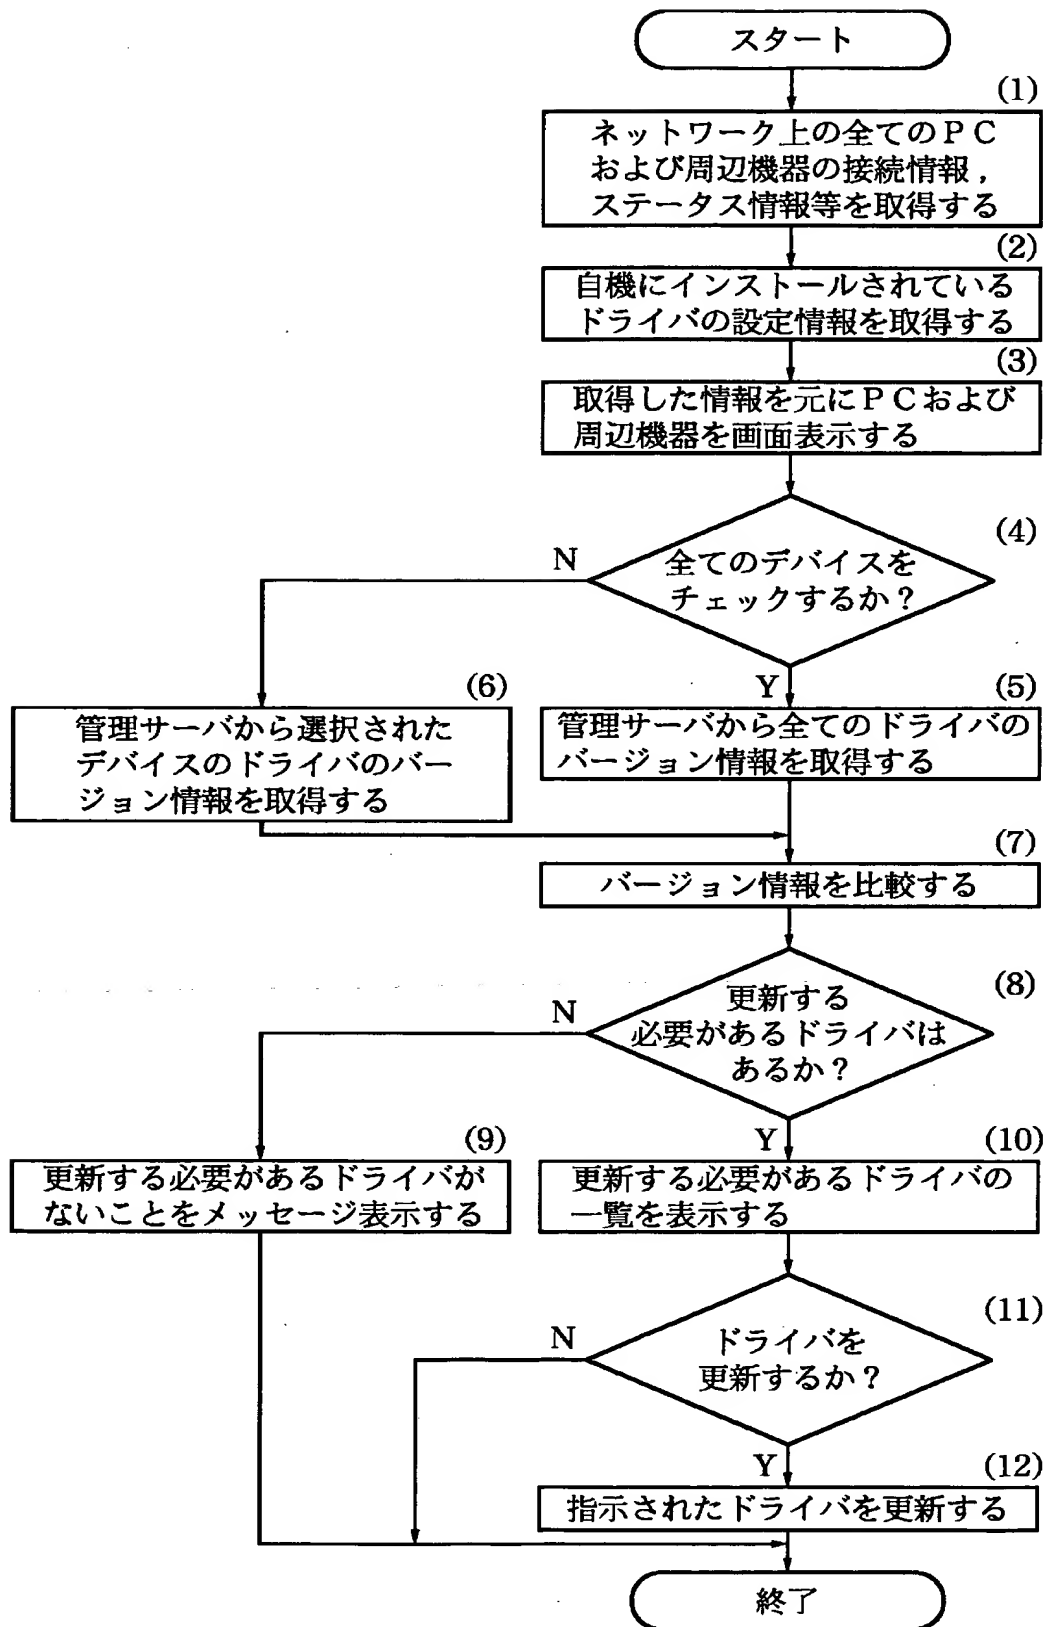 スタート
(1)
ネットワーク上の全てのＰＣ
および周辺機器の接続情報，
ステータス情報等を取得する
(2)
自機にインストールされている
ドライバの設定情報を取得する
(3)
取得した情報を元にＰＣおよび
周辺機器を画面表示する
(4)
N
全てのデバイスを
チェックするか？
Y
(6)
管理サーバから選択された
デバイスのドライバのバー
ジョン情報を取得する
(5)
管理サーバから全てのドライバの
バージョン情報を取得する
(7)
バージョン情報を比較する
(8)
N
更新する
必要があるドライバは
あるか？
Y
(9)
更新する必要があるドライバが
ないことをメッセージ表示する
(10)
更新する必要があるドライバの
一覧を表示する
(11)
N
ドライバを
更新するか？
Y
(12)
指示されたドライバを更新する
終了